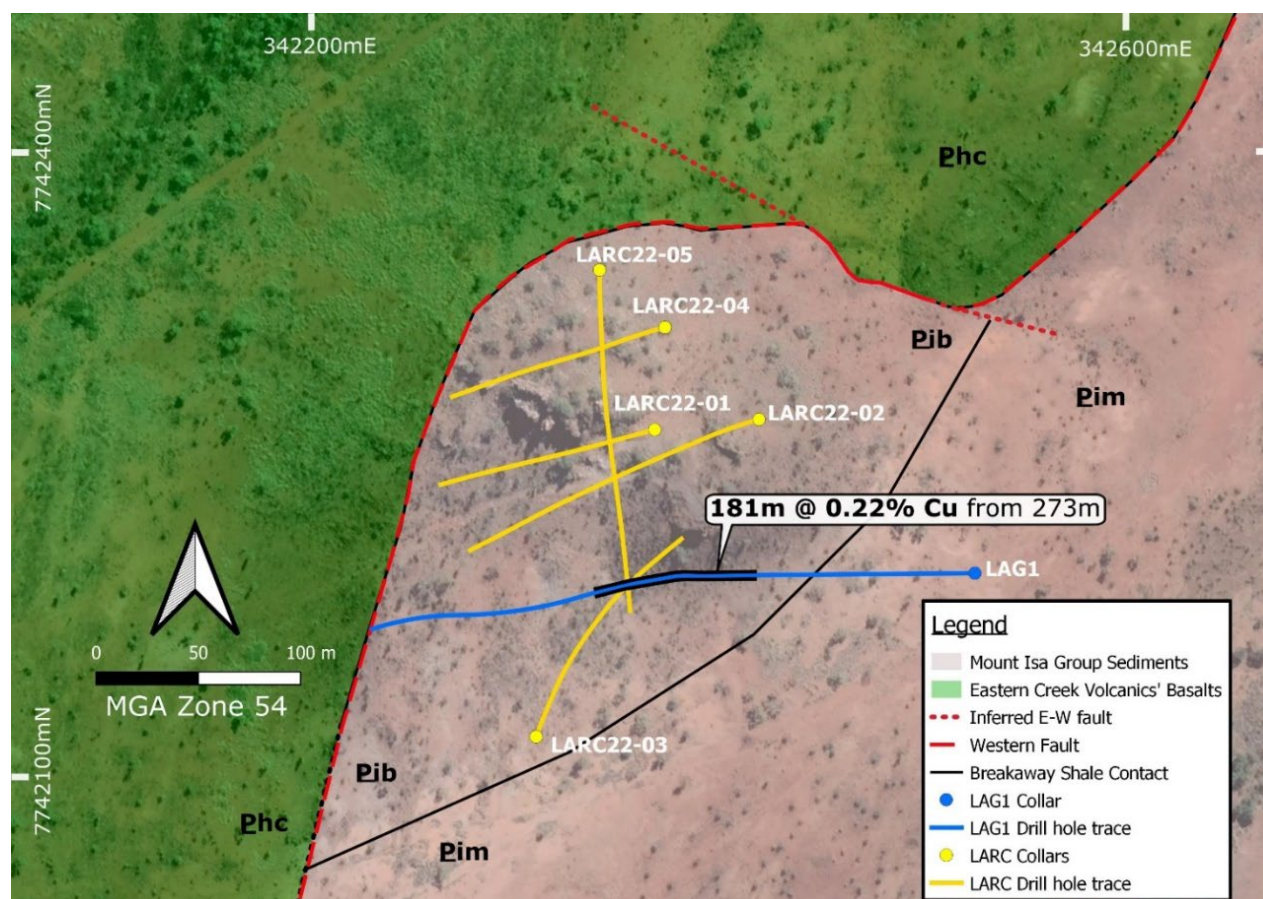 342200mE
342600mE
7742400mN
Phc
LARC22-05
LARC22-04
Pib
LARC22-01
LARC22-02
Pim
181m @ 0.22% Cu from 273m
LAG1
0 50 100 m
MGA Zone 54
LARC22-03
7742100mN
Pib
Phc
Pim
Legend
Mount Isa Group Sediments
Eastern Creek Volcanics' Basalts
Inferred E-W fault
Western Fault
Breakaway Shale Contact
LAG1 Collar
LAG1 Drill hole trace
LARC Collars
LARC Drill hole trace